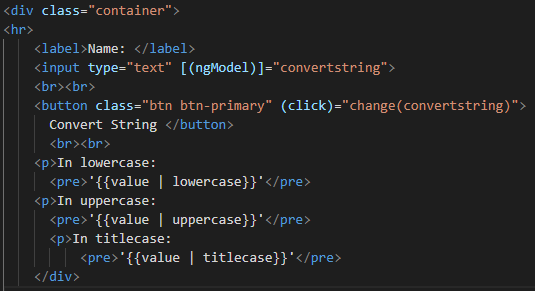 <div class="container">
<hr>
<label>Name: </label>
<input type="text" [(ngModel)]="convertstring">
<br><br>
<button class="btn btn-primary" (click)="change(convertstring)">
Convert String </button>
<br><br>
<p>In lowercase:
<pre>'{{value | lowercase}}'</pre>
<p>In uppercase:
<pre>'{{value | uppercase}}'</pre>
<p>In titlecase:
<pre>'{{value | titlecase}}'</pre>
</div>